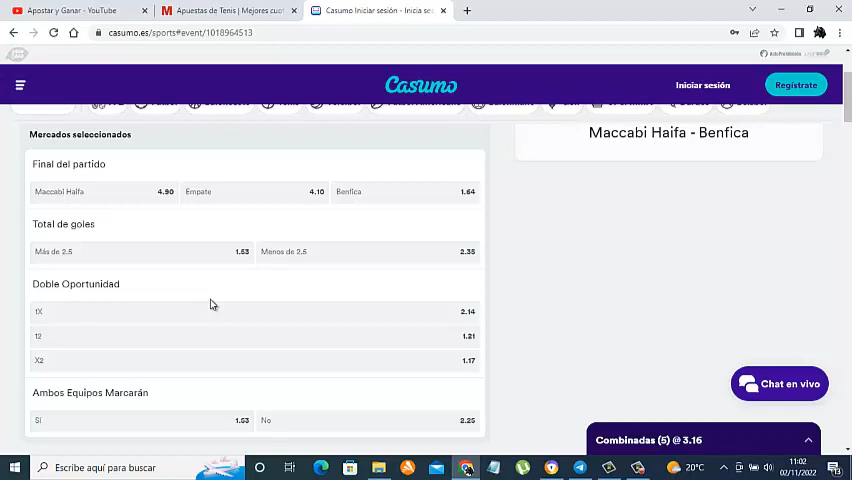 Apostar y Ganar - YouTube
Apuestas de Tenis | Mejores cuot
Casumo Iniciar sesión - Inicia ses
casumo.es/sports#event/1018964513
Casumo
Iniciar sesión
Regístrate
Mercados seleccionados
Maccabi Haifa - Benfica
Final del partido
Maccabi Haifa 4.90 Empate 4.10 Benfica 1.64
Total de goles
Más de 2.5 1.53 Menos de 2.5 2.35
Doble Oportunidad
1X 2.14
12 1.21
X2 1.17
Ambos Equipos Marcarán
Sí 1.53 No 2.25
Chat en vivo
Combinadas (5) @ 3.16
Escribe aquí para buscar
20°C
11:02
02/11/2022